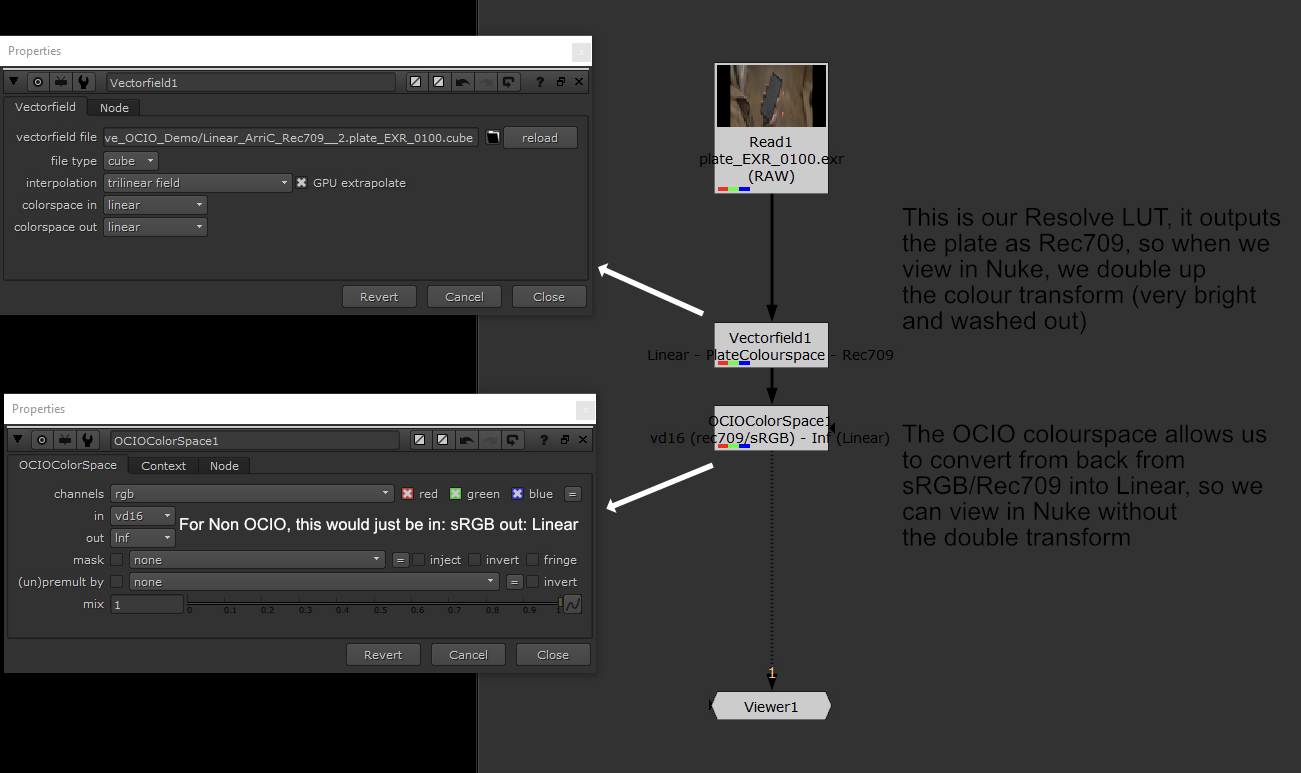 Properties
x
Vectorfield1
?
Vectorfield Node
vectorfield file ve_OCIO_Demo/Linear_ArriC_Rec709__2.plate_EXR_0100.cube reload
file type cube
interpolation trilinear field GPU extrapolate
colorspace in linear
colorspace out linear
Revert Cancel Close
Properties
x
OCIOColorSpace1
?
OCIOColorSpace Context Node
channels rgb red green blue =
in vd16
For Non OCIO, this would just be in: sRGB out: Linear
out lnf
mask none = inject invert fringe
(un)premult by none = invert
mix 1 0 0.1 0.2 0.3 0.4 0.5 0.6 0.7 0.8 0.9 1
Revert Cancel Close
Read1
plate_EXR_0100.exr
(RAW)
Vectorfield1
Linear - PlateColourspace - Rec709
OCIOColorSpace1
vd16 (rec709/sRGB) - lnf (Linear)
1
Viewer1
This is our Resolve LUT, it outputs
the plate as Rec709, so when we
view in Nuke, we double up
the colour transform (very bright
and washed out)
The OCIO colourspace allows us
to convert from back from
sRGB/Rec709 into Linear, so we
can view in Nuke without
the double transform